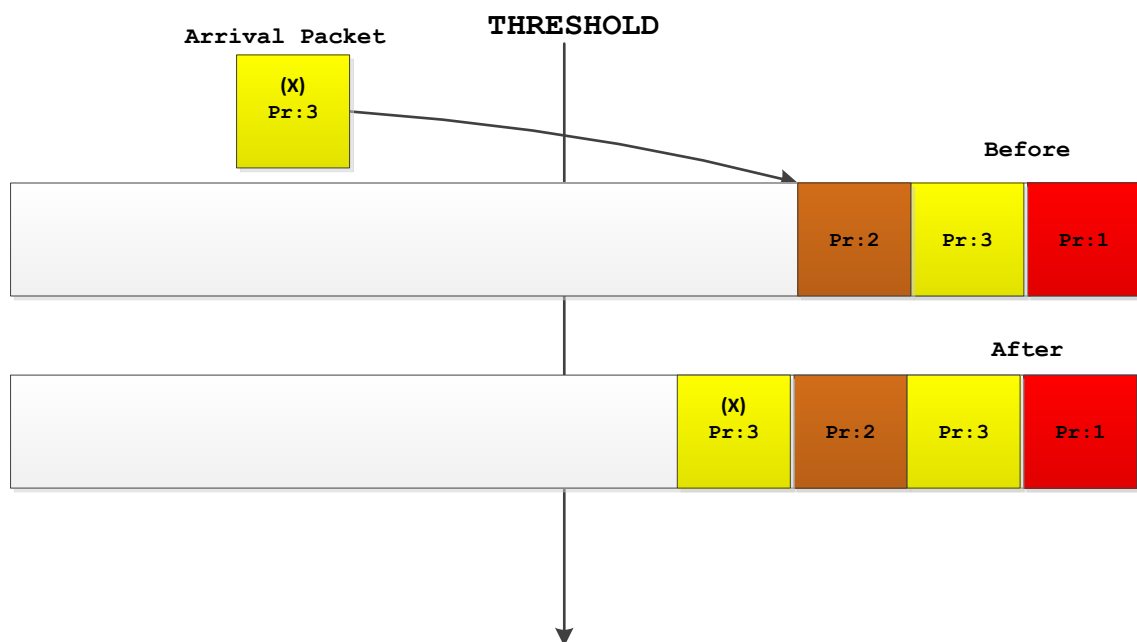 THRESHOLD
Arrival Packet
(X)
Pr:3
Before
Pr:2
Pr:3
Pr:1
After
(X)
Pr:3
Pr:2
Pr:3
Pr:1